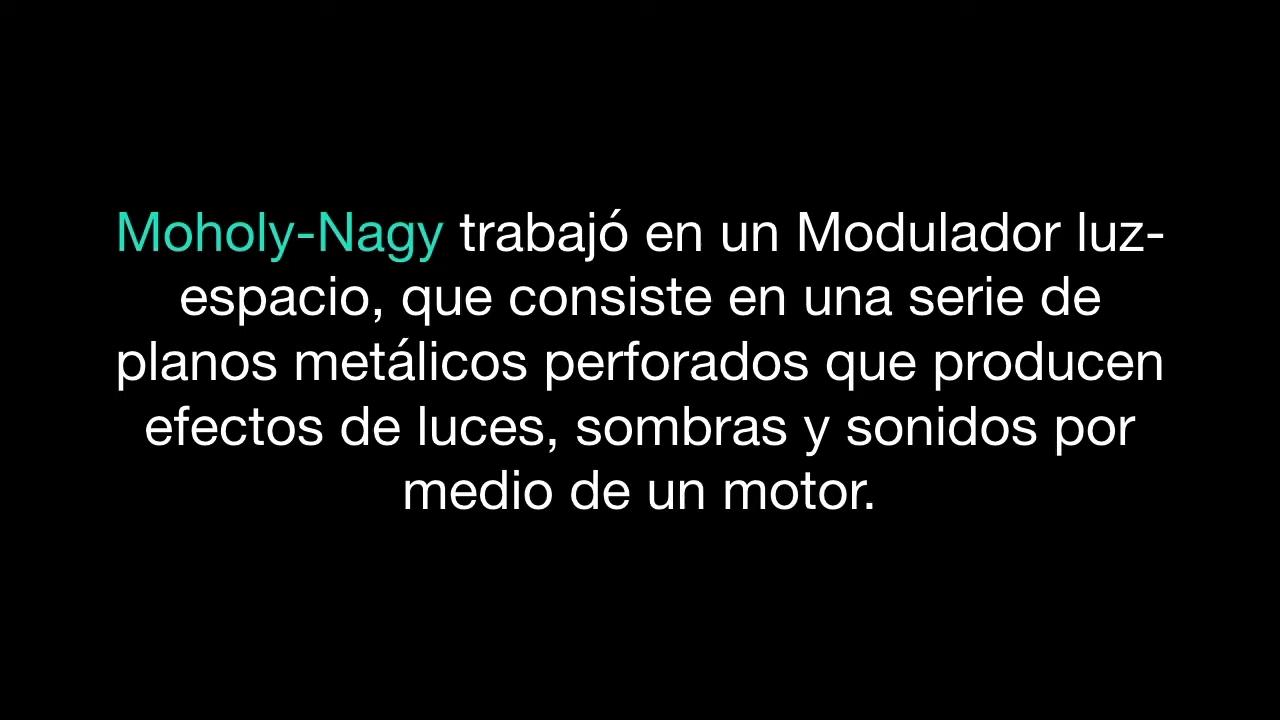 Moholy-Nagy trabajó en un Modulador luz-
espacio, que consiste en una serie de
planos metálicos perforados que producen
efectos de luces, sombras y sonidos por
medio de un motor.